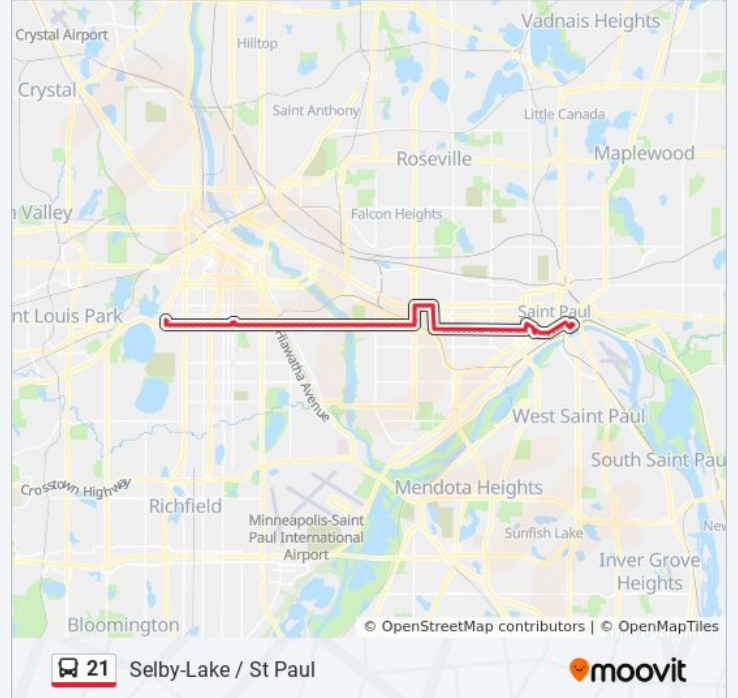 Vadnais Heights
Crystal Airport
Hilltop
Crystal
Saint Anthony
Little Canada
Roseville
Maplewood
n Valley
Falcon Heights
nt Louis Park
Saint Paul
Hiawatha Avenue
West Saint Paul
South Saint Pau
Crosstown Highway
Mendota Heights
Richfield
Minneapolis-Saint
Paul International
Airport
Sunfish Lake
New
Inver Grove
Heights
Bloomington
© OpenStreetMap contributors | © OpenMapTiles
21 Selby-Lake / St Paul
moovit